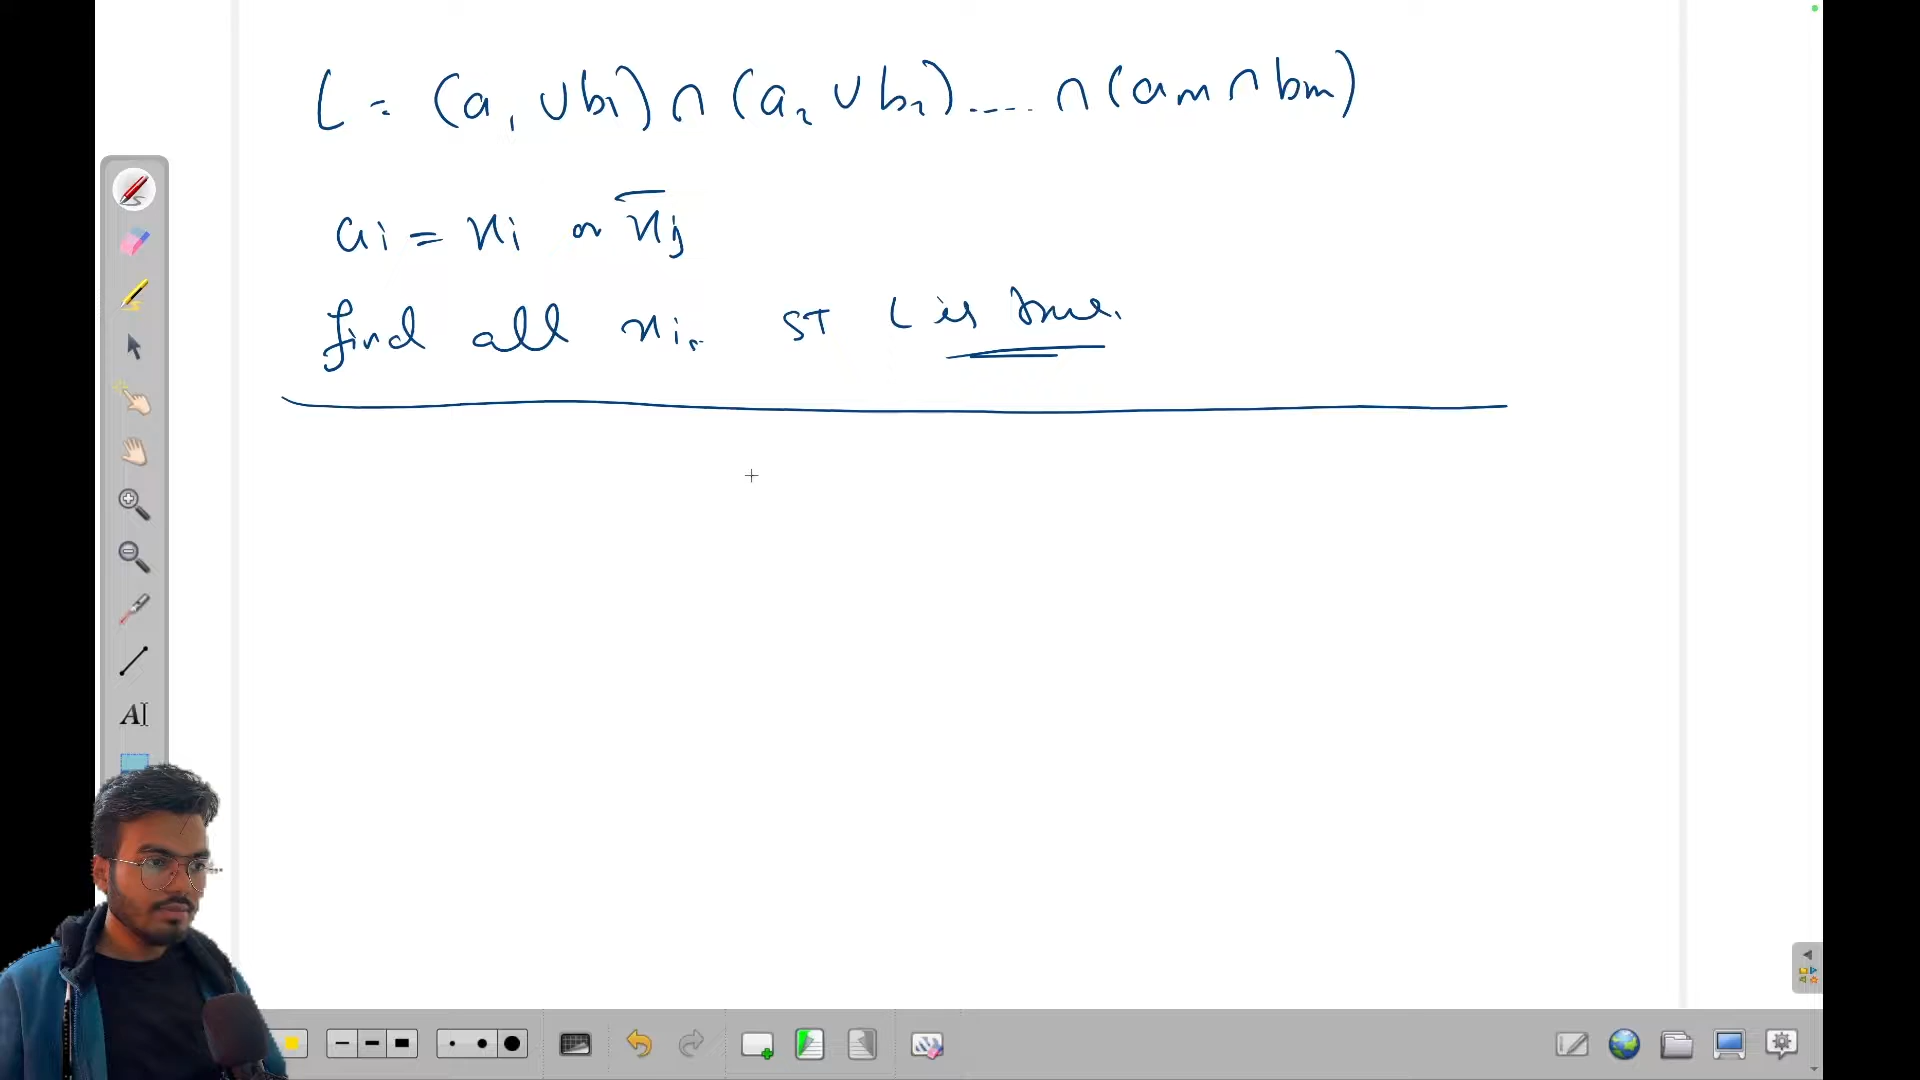 L = (a₁ ∪ b₁) ∩ (a₂ ∪ b₂) .... ∩ (aₘ ∩ bₘ)
aᵢ = xᵢ or x̅ⱼ
find all xᵢ, ST L is true.